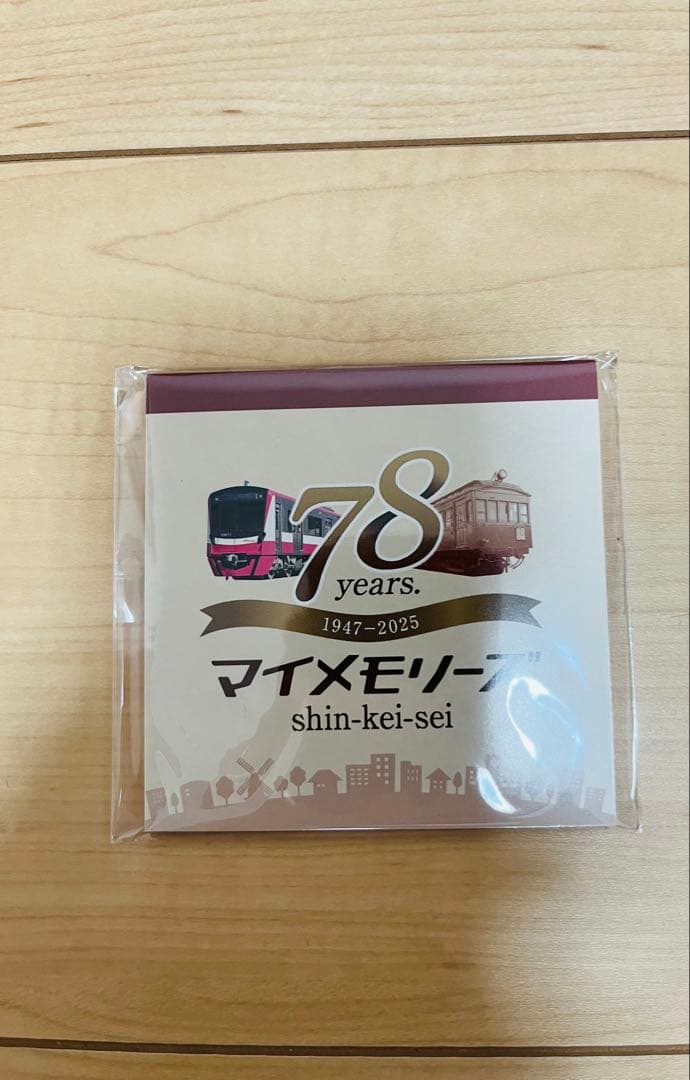 78
years.
1947–2025
マイメモリーズ
shin-kei-sei